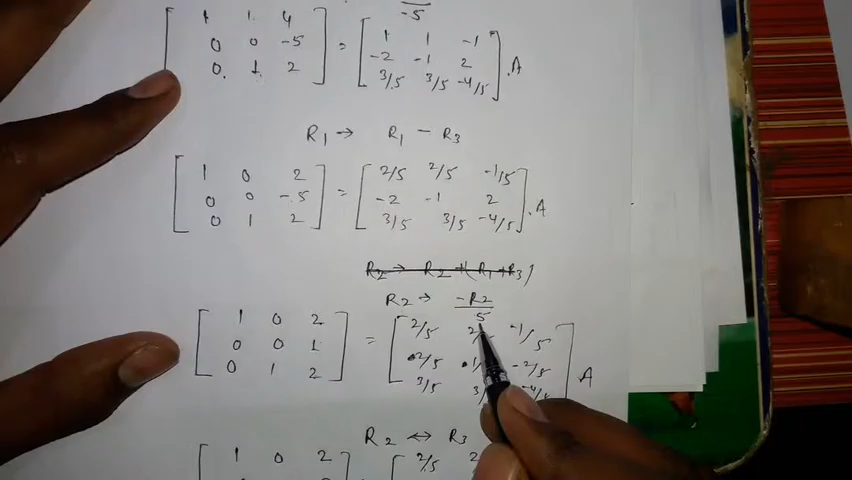 -5
1 1 4 1 1 -1
0 0 -5 = -2 -1 2 .A
0 1 2 3/5 3/5 -4/5
R1 → R1 - R3
1 0 2 2/5 2/5 -1/5
0 0 -5 = -2 -1 2 .A
0 1 2 3/5 3/5 -4/5
R2 → R2 + (R1 + R3)
R2 → -R2/5
1 0 2 2/5 -1/5
0 0 1 = 2/5 -2/5 A
0 1 2 3/5 -4/5
R2 ↔ R3
1 0 2 2/5